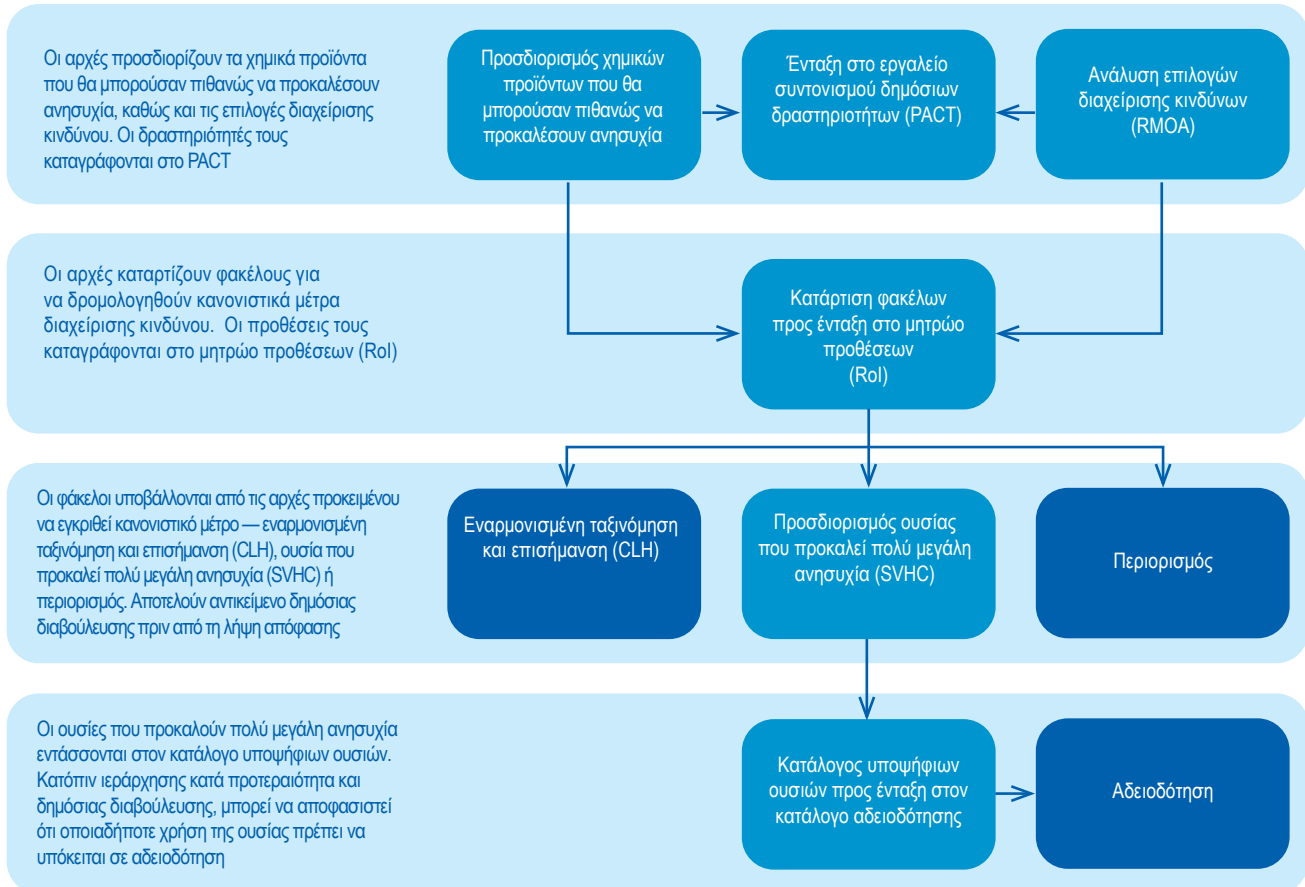 Οι αρχές προσδιορίζουν τα χημικά προϊόντα
που θα μπορούσαν πιθανώς να προκαλέσουν
ανησυχία, καθώς και τις επιλογές διαχείρισης
κινδύνου. Οι δραστηριότητές τους
καταγράφονται στο PACT
Προσδιορισμός χημικών
προϊόντων που θα
μπορούσαν πιθανώς να
προκαλέσουν ανησυχία
Ένταξη στο εργαλείο
συντονισμού δημόσιων
δραστηριοτήτων (PACT)
Ανάλυση επιλογών
διαχείρισης κινδύνων
(RMOA)
Οι αρχές καταρτίζουν φακέλους για
να δρομολογηθούν κανονιστικά μέτρα
διαχείρισης κινδύνου. Οι προθέσεις τους
καταγράφονται στο μητρώο προθέσεων (RoI)
Κατάρτιση φακέλων
προς ένταξη στο μητρώο
προθέσεων
(RoI)
Οι φάκελοι υποβάλλονται από τις αρχές προκειμένου
να εγκριθεί κανονιστικό μέτρο — εναρμονισμένη
ταξινόμηση και επισήμανση (CLH), ουσία που
προκαλεί πολύ μεγάλη ανησυχία (SVHC) ή
περιορισμός. Αποτελούν αντικείμενο δημόσιας
διαβούλευσης πριν από τη λήψη απόφασης
Εναρμονισμένη ταξινόμηση
και επισήμανση (CLH)
Προσδιορισμός ουσίας
που προκαλεί πολύ μεγάλη
ανησυχία (SVHC)
Περιορισμός
Οι ουσίες που προκαλούν πολύ μεγάλη ανησυχία
εντάσσονται στον κατάλογο υποψήφιων ουσιών.
Κατόπιν ιεράρχησης κατά προτεραιότητα και
δημόσιας διαβούλευσης, μπορεί να αποφασιστεί
ότι οποιαδήποτε χρήση της ουσίας πρέπει να
υπόκειται σε αδειοδότηση
Κατάλογος υποψήφιων
ουσιών προς ένταξη στον
κατάλογο αδειοδότησης
Αδειοδότηση